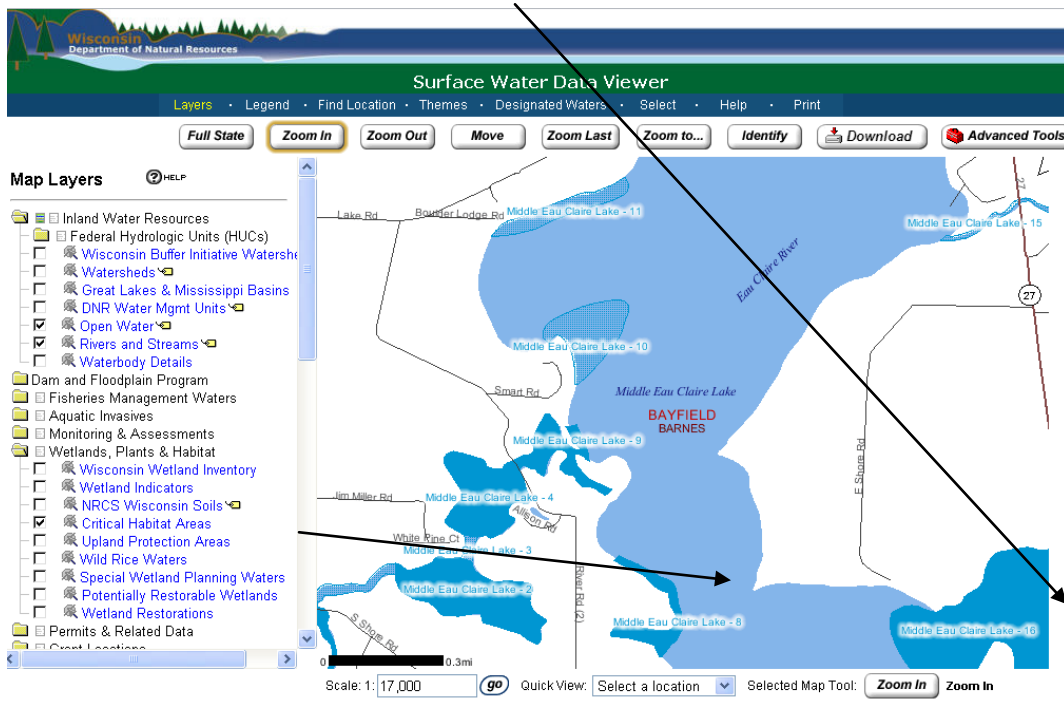 Wisconsin
Department of Natural Resources
Surface Water Data Viewer
Layers · Legend · Find Location · Themes · Designated Waters · Select · Help · Print
Full State Zoom In Zoom Out Move Zoom Last Zoom to... Identify Download Advanced Tools
Map Layers ? HELP
Inland Water Resources
Federal Hydrologic Units (HUCs)
Wisconsin Buffer Initiative Watershe
Watersheds
Great Lakes & Mississippi Basins
DNR Water Mgmt Units
Open Water
Rivers and Streams
Waterbody Details
Dam and Floodplain Program
Fisheries Management Waters
Aquatic Invasives
Monitoring & Assessments
Wetlands, Plants & Habitat
Wisconsin Wetland Inventory
Wetland Indicators
NRCS Wisconsin Soils
Critical Habitat Areas
Upland Protection Areas
Wild Rice Waters
Special Wetland Planning Waters
Potentially Restorable Wetlands
Wetland Restorations
Permits & Related Data
Grant Locations
Lake Rd
Boulder Lodge Rd
Middle Eau Claire Lake - 11
Middle Eau Claire Lake - 15
27
Eau Claire River
27
Middle Eau Claire Lake - 10
Smart Rd
Middle Eau Claire Lake
BAYFIELD
BARNES
Middle Eau Claire Lake - 9
E Shore Rd
Jim Miller Rd
Middle Eau Claire Lake - 4
Allison Rd
White Pine Ct
Middle Eau Claire Lake - 3
Middle Eau Claire Lake - 2
River Rd (2)
S Shore Rd
Middle Eau Claire Lake - 8
Middle Eau Claire Lake - 16
0 0.3mi
Scale: 1: 17,000 go Quick View: Select a location Selected Map Tool: Zoom In Zoom In